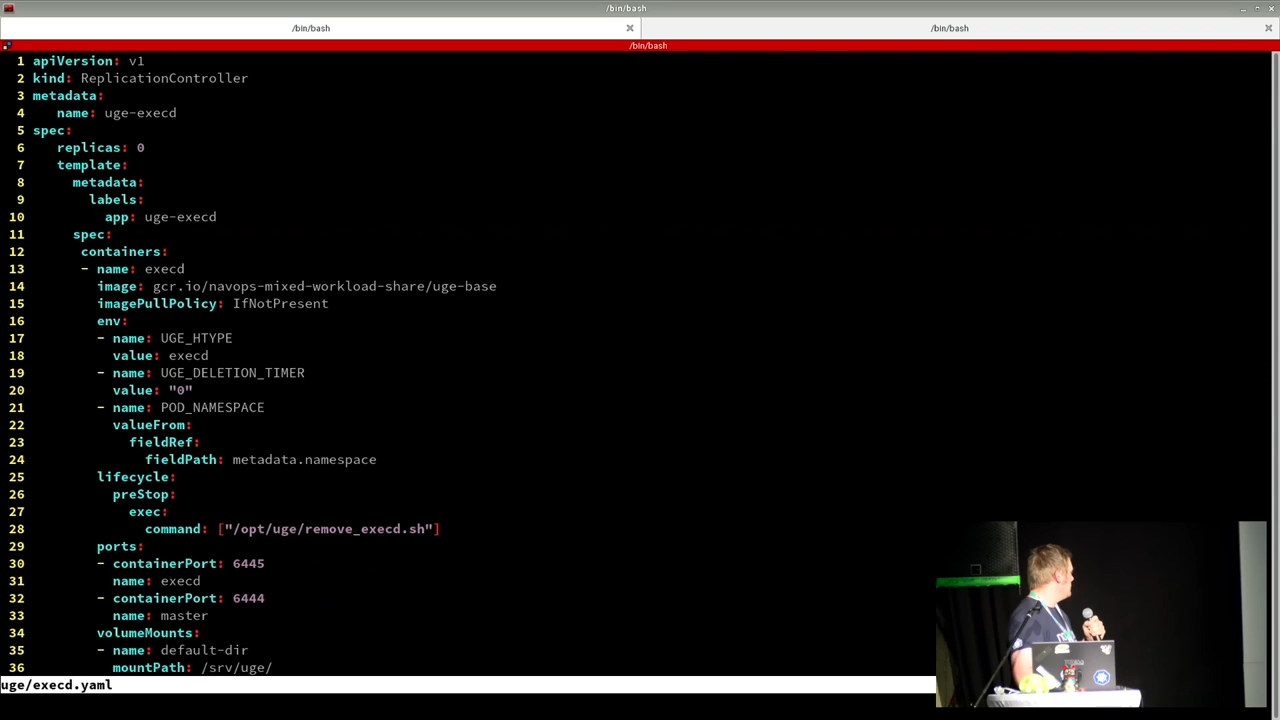 /bin/bash
/bin/bash
/bin/bash
/bin/bash
1 apiVersion: v1
2 kind: ReplicationController
3 metadata:
4    name: uge-execd
5 spec:
6    replicas: 0
7    template:
8      metadata:
9        labels:
10          app: uge-execd
11      spec:
12       containers:
13       - name: execd
14         image: gcr.io/navops-mixed-workload-share/uge-base
15         imagePullPolicy: IfNotPresent
16         env:
17         - name: UGE_HTYPE
18           value: execd
19         - name: UGE_DELETION_TIMER
20           value: "0"
21         - name: POD_NAMESPACE
22           valueFrom:
23             fieldRef:
24               fieldPath: metadata.namespace
25         lifecycle:
26           preStop:
27             exec:
28               command: ["/opt/uge/remove_execd.sh"]
29         ports:
30         - containerPort: 6445
31           name: execd
32         - containerPort: 6444
33           name: master
34         volumeMounts:
35         - name: default-dir
36           mountPath: /srv/uge/
uge/execd.yaml